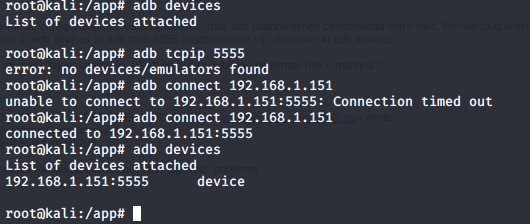 root@kali:/app# adb devices
List of devices attached
root@kali:/app# adb tcpip 5555
error: no devices/emulators found
root@kali:/app# adb connect 192.168.1.151
unable to connect to 192.168.1.151:5555: Connection timed out
root@kali:/app# adb connect 192.168.1.151
connected to 192.168.1.151:5555
root@kali:/app# adb devices
List of devices attached
192.168.1.151:5555      device
root@kali:/app#